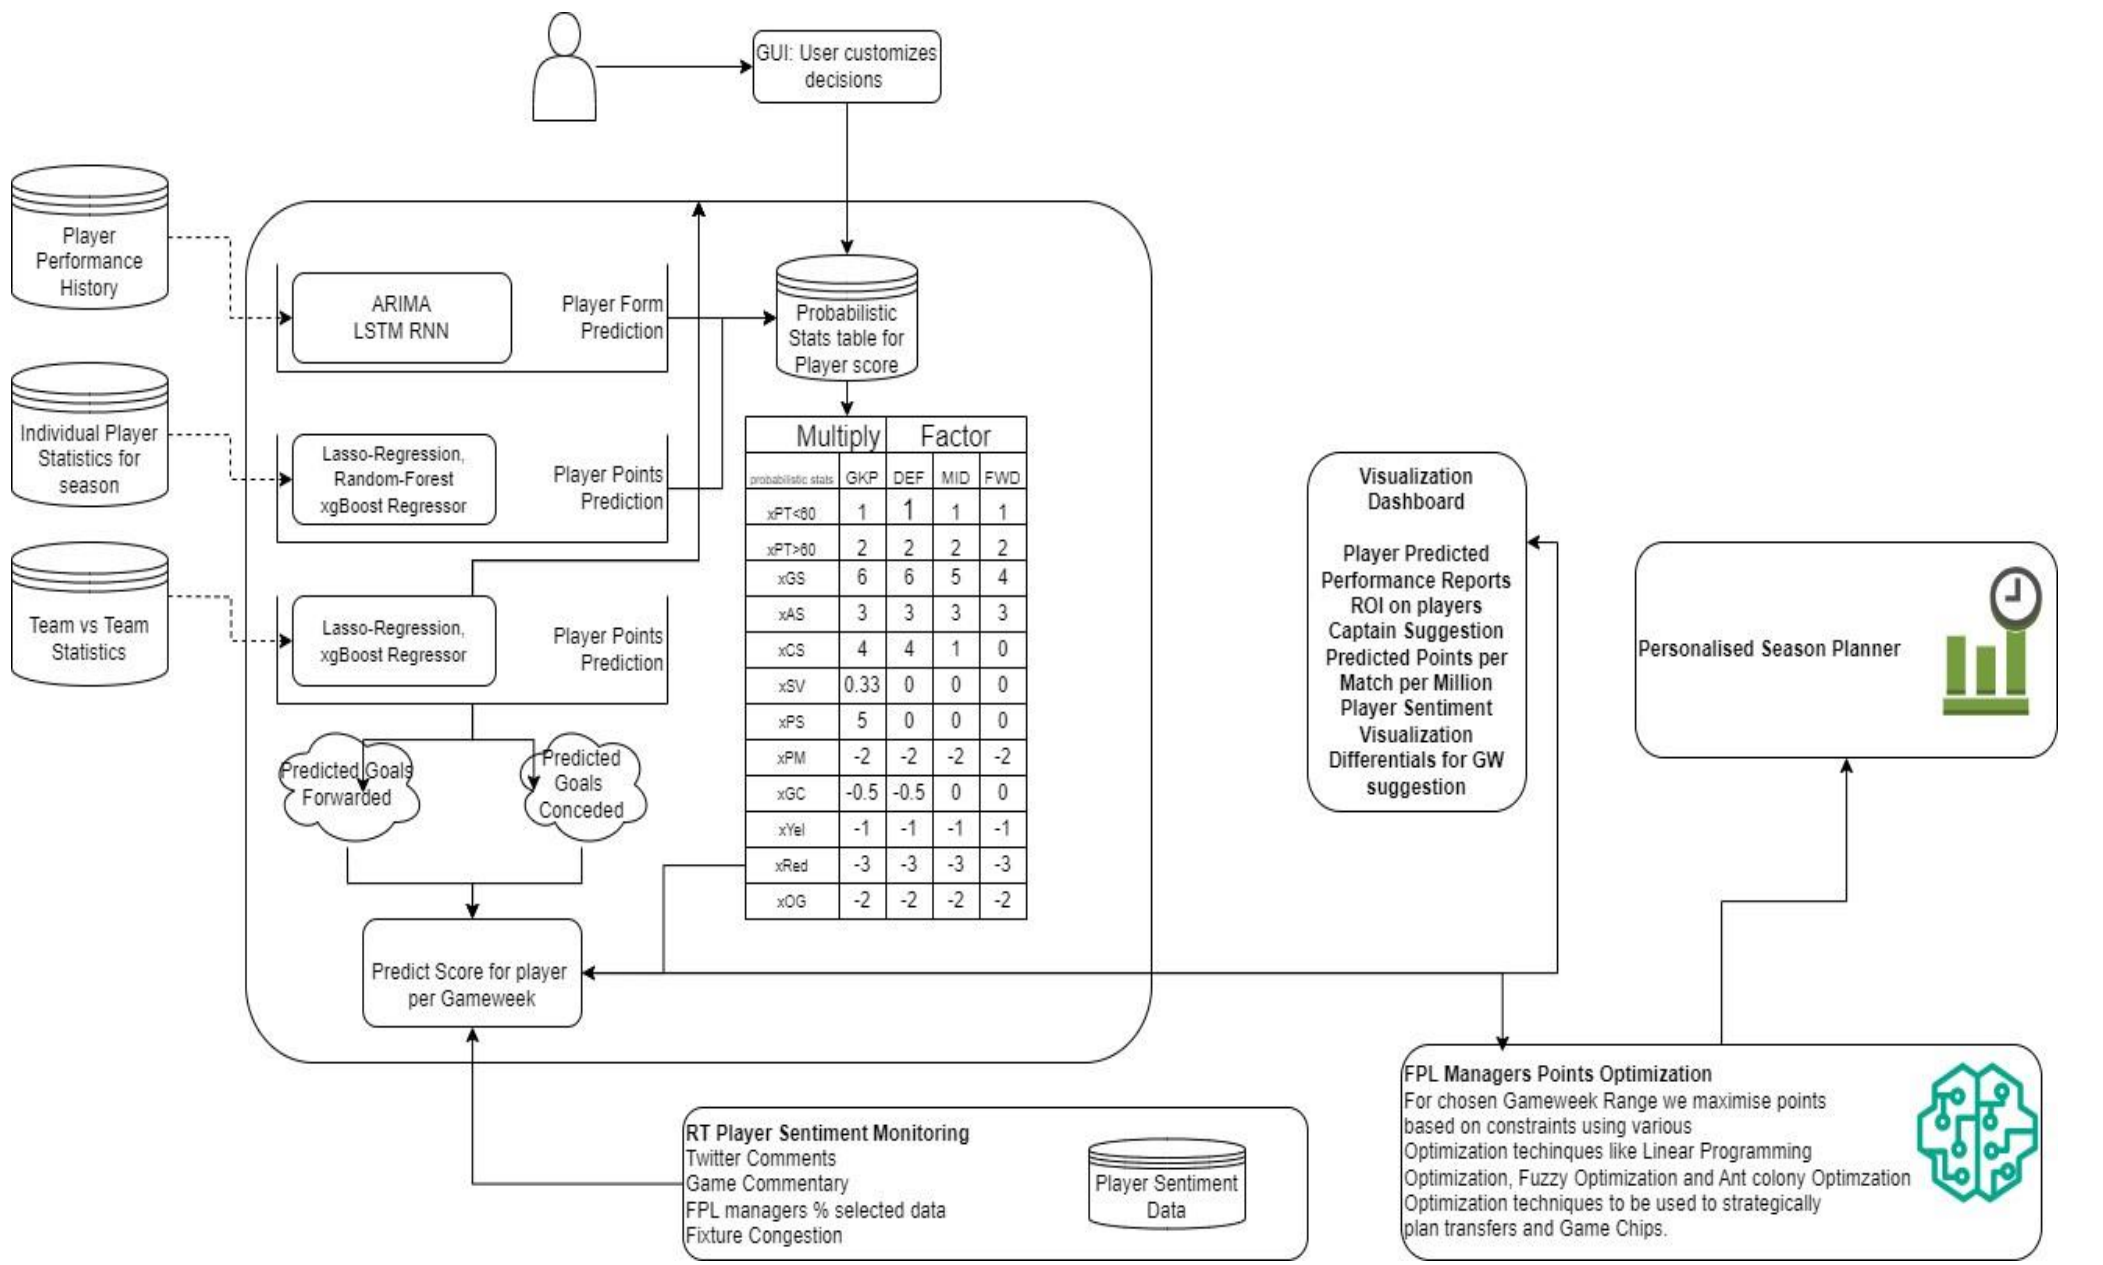 GUI: User customizes
decisions
Player
Performance
History
ARIMA
LSTM RNN
Player Form
Prediction
Probabilistic
Stats table for
Player score
Individual Player
Statistics for
season
Lasso-Regression,
Random-Forest
xgBoost Regressor
Player Points
Prediction
Team vs Team
Statistics
Lasso-Regression,
xgBoost Regressor
Player Points
Prediction
Predicted Goals
Forwarded
Predicted
Goals
Conceded
Predict Score for player
per Gameweek
Multiply Factor
probabilistic stats GKP DEF MID FWD
xPT<60 1 1 1 1
xPT>60 2 2 2 2
xGS 6 6 5 4
xAS 3 3 3 3
xCS 4 4 1 0
xSV 0.33 0 0 0
xPS 5 0 0 0
xPM -2 -2 -2 -2
xGC -0.5 -0.5 0 0
xYel -1 -1 -1 -1
xRed -3 -3 -3 -3
xOG -2 -2 -2 -2
Visualization
Dashboard
Player Predicted
Performance Reports
ROI on players
Captain Suggestion
Predicted Points per
Match per Million
Player Sentiment
Visualization
Differentials for GW
suggestion
Personalised Season Planner
RT Player Sentiment Monitoring
Twitter Comments
Game Commentary
FPL managers % selected data
Fixture Congestion
Player Sentiment
Data
FPL Managers Points Optimization
For chosen Gameweek Range we maximise points
based on constraints using various
Optimization techinques like Linear Programming
Optimization, Fuzzy Optimization and Ant colony Optimzation
Optimization techniques to be used to strategically
plan transfers and Game Chips.